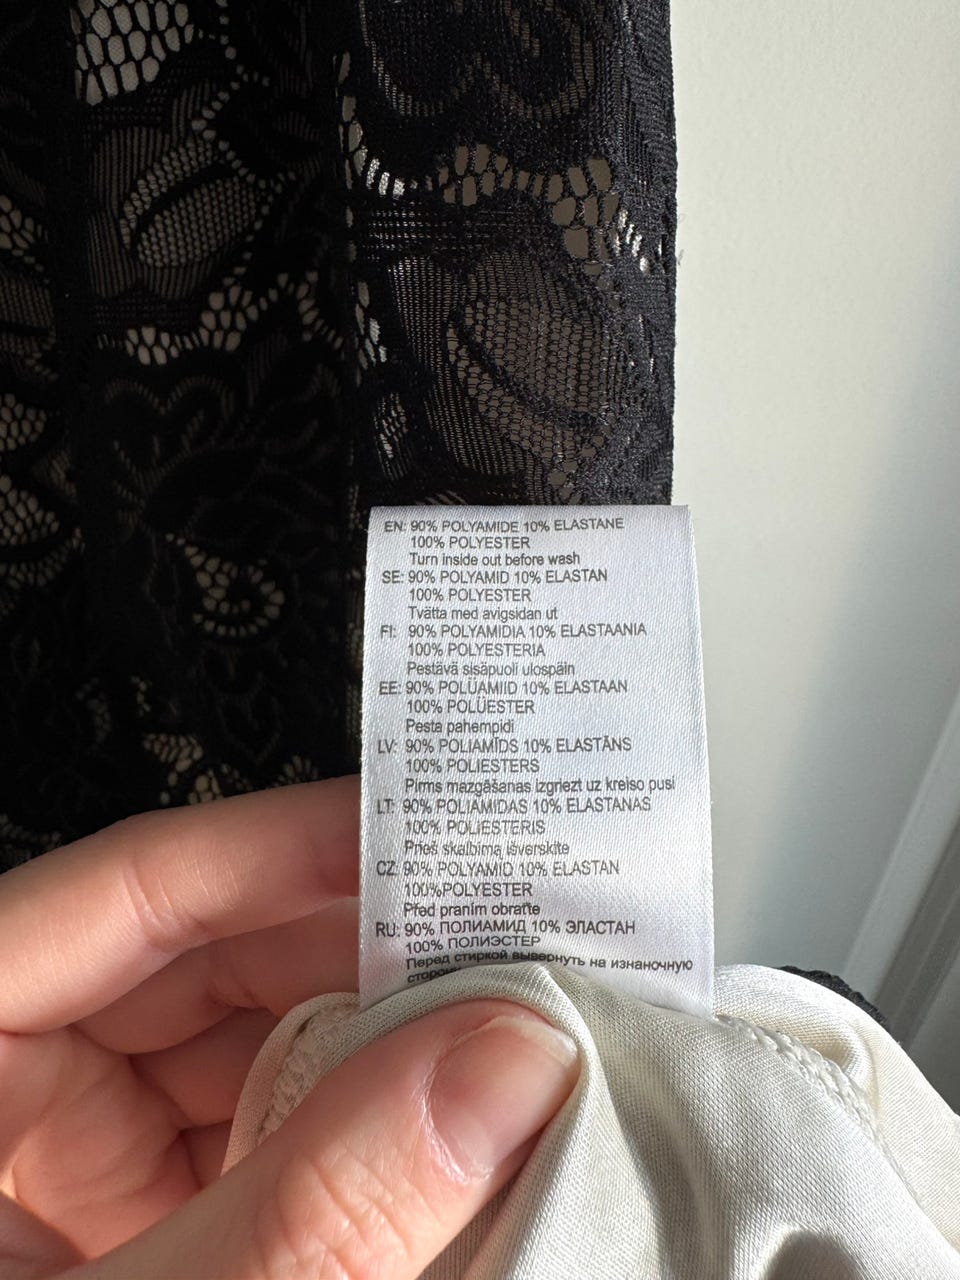 EN: 90% POLYAMIDE 10% ELASTANE
100% POLYESTER
Turn inside out before wash
SE: 90% POLYAMID 10% ELASTAN
100% POLYESTER
Tvätta med avigsidan ut
FI: 90% POLYAMIDIA 10% ELASTAANIA
100% POLYESTERIA
Pestävä sisäpuoli ulospäin
EE: 90% POLÜAMIID 10% ELASTAAN
100% POLÜESTER
Pesta pahempidi
LV: 90% POLIAMĪDS 10% ELASTĀNS
100% POLIESTERS
Pirms mazgāšanas izgriezt uz kreiso pusi
LT: 90% POLIAMIDAS 10% ELASTANAS
100% POLIESTERIS
Prieš skalbimą išverskite
CZ: 90% POLYAMID 10% ELASTAN
100%POLYESTER
Před praním obraťte
RU: 90% ПОЛИАМИД 10% ЭЛАСТАН
100% ПОЛИЭСТЕР
Перед стиркой вывернуть на изнаночную